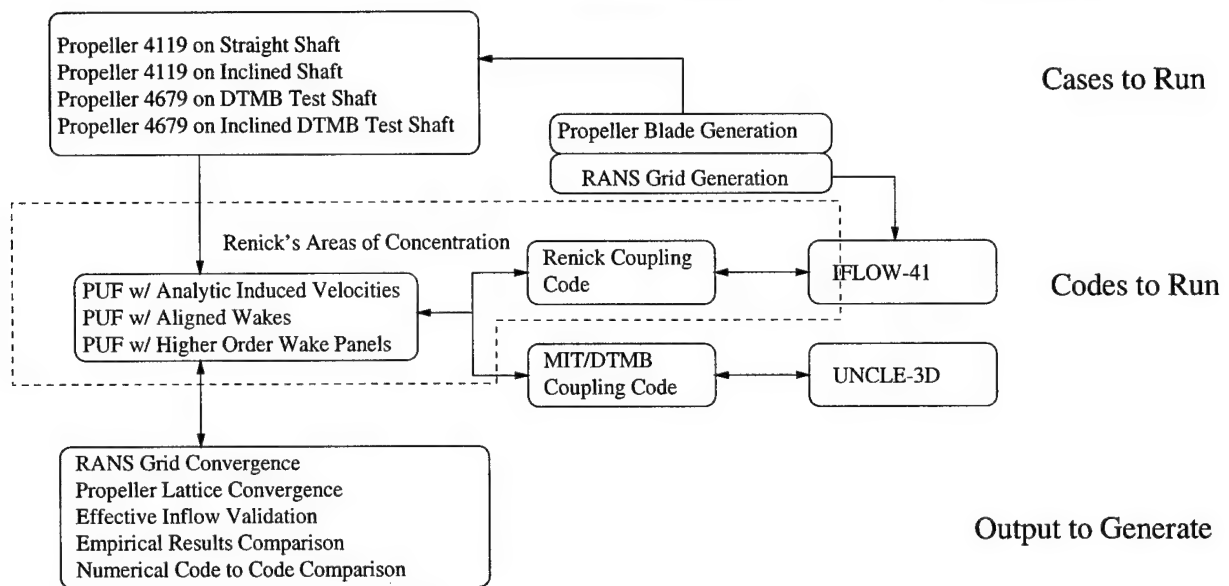 Propeller 4119 on Straight Shaft
Propeller 4119 on Inclined Shaft
Propeller 4679 on DTMB Test Shaft
Propeller 4679 on Inclined DTMB Test Shaft
Cases to Run
Propeller Blade Generation
RANS Grid Generation
Renick's Areas of Concentration
PUF w/ Analytic Induced Velocities
PUF w/ Aligned Wakes
PUF w/ Higher Order Wake Panels
Renick Coupling
Code
IFLOW-41
Codes to Run
MIT/DTMB
Coupling Code
UNCLE-3D
RANS Grid Convergence
Propeller Lattice Convergence
Effective Inflow Validation
Empirical Results Comparison
Numerical Code to Code Comparison
Output to Generate